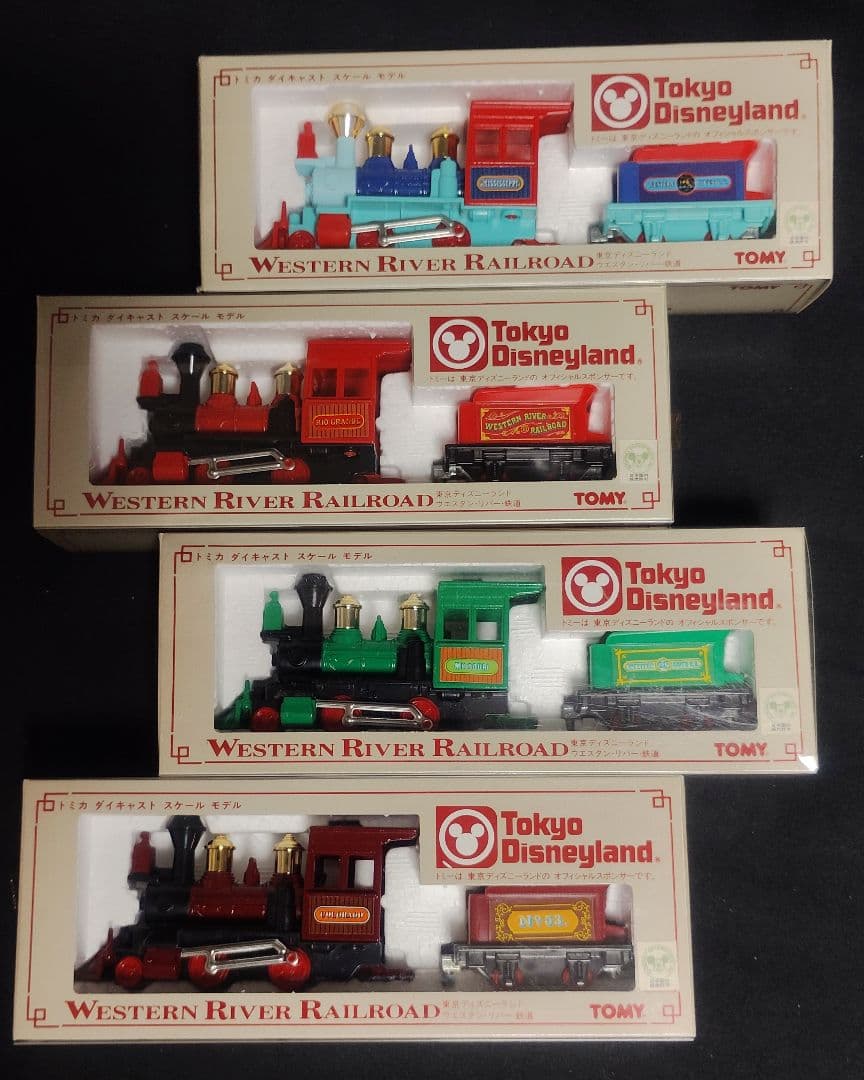 トミカ ダイキャスト スケール モデル
Tokyo
Disneyland®
トミーは 東京ディズニーランドの オフィシャルスポンサーです。
MISSISSIPPI
WESTERN RIVER RAILROAD
東京ディズニーランド
ウエスタン・リバー鉄道
TOMY
TOMY
トミカ ダイキャスト スケール モデル
Tokyo
Disneyland®
トミーは 東京ディズニーランドの オフィシャルスポンサーです。
RIO GRANDE
WESTERN RIVER
RAILROAD
WESTERN RIVER RAILROAD
東京ディズニーランド
ウエスタン・リバー・鉄道
TOMY
トミカ ダイキャスト スケール モデル
Tokyo
Disneyland®
トミーは 東京ディズニーランドの オフィシャルスポンサーです。
MISSOURI
WESTERN RIVER RAILROAD
東京ディズニーランド
ウエスタン・リバー・鉄道
TOMY
トミカ ダイキャスト スケール モデル
Tokyo
Disneyland®
トミーは 東京ディズニーランドの オフィシャルスポンサーです。
COLORADO
Nº 53.
WESTERN RIVER RAILROAD
東京ディズニーランド
ウエスタン・リバー・鉄道
TOMY